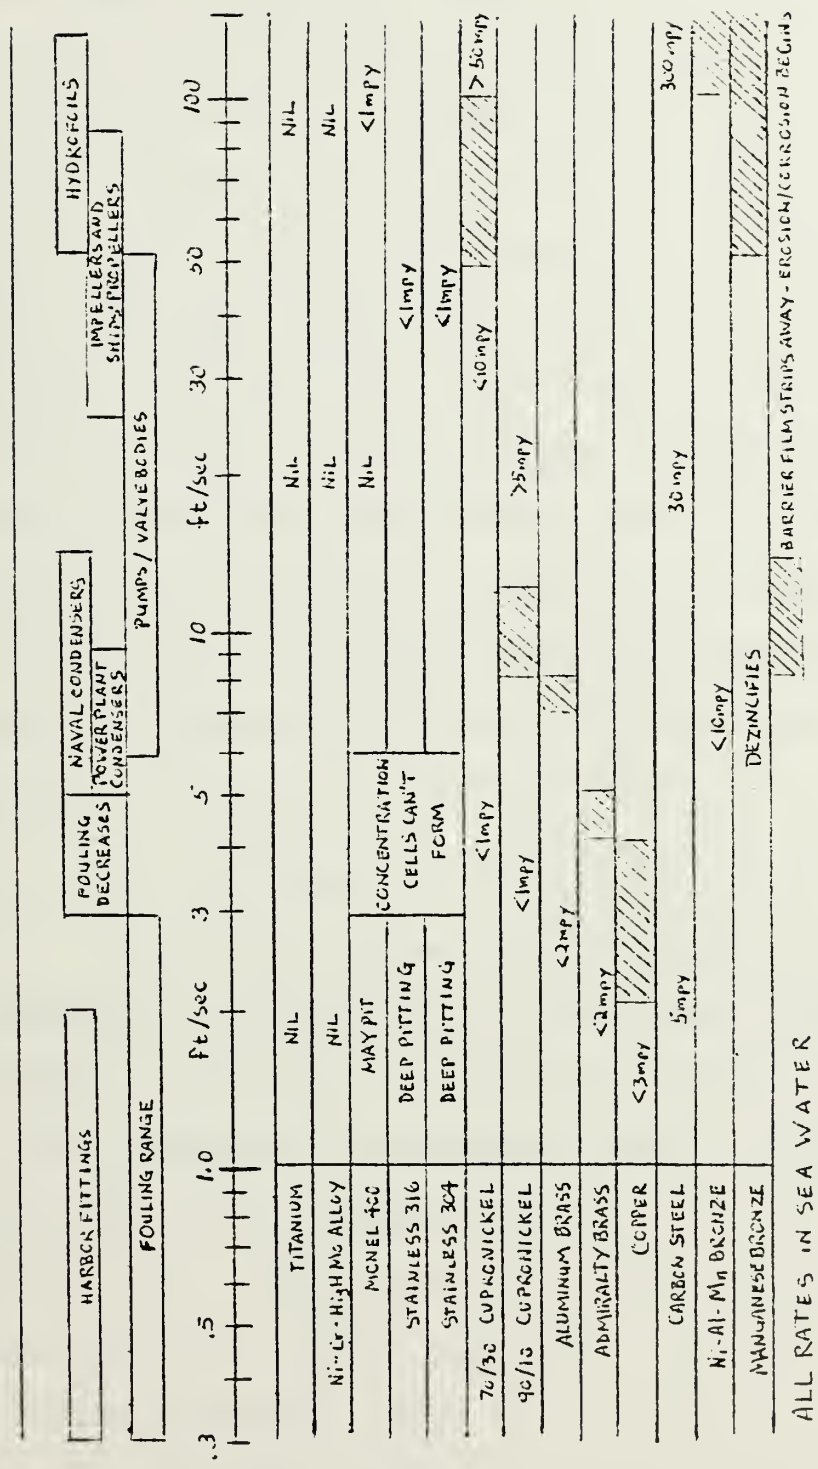 HARBOR FITTINGS
FOULING RANGE
FOULING
DECREASES
NAVAL CONDENSERS
POWER PLANT
CONDENSERS
PUMPS / VALVE BODIES
IMPELLERS AND
SHIPS' PROPELLERS
HYDROFOILS
.3 .5 1.0 ft/sec 3 5 10 ft/sec 30 50 100
TITANIUM NIL NIL NIL
Ni-Cr-High Mo ALLOY NIL NIL NIL
MONEL 400 MAY PIT NIL <1mpy
STAINLESS 316 DEEP PITTING <1mpy
STAINLESS 304 DEEP PITTING <1mpy
CONCENTRATION
CELLS CAN'T
FORM
70/30 CUPRONICKEL <1mpy <10mpy >50mpy
90/10 CUPRONICKEL <1mpy >5mpy
ALUMINUM BRASS <2mpy
ADMIRALTY BRASS <2mpy
COPPER <3mpy
CARBON STEEL 5mpy 30mpy 300mpy
Ni-Al-Mn BRONZE <10mpy
MANGANESE BRONZE DEZINCIFIES
BARRIER FILM STRIPS AWAY - EROSION/CORROSION BEGINS
ALL RATES IN SEA WATER